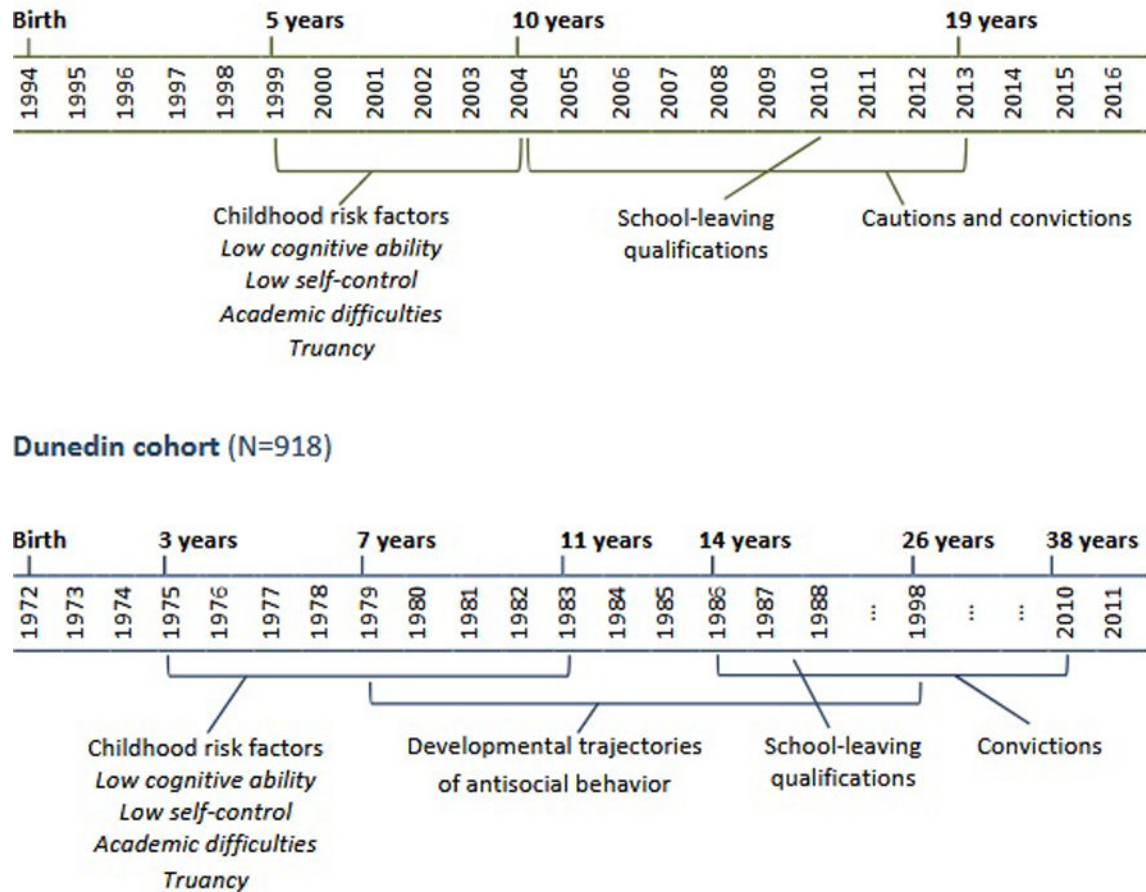 Birth 5 years 10 years 19 years
1994 1995 1996 1997 1998 1999 2000 2001 2002 2003 2004 2005 2006 2007 2008 2009 2010 2011 2012 2013 2014 2015 2016
Childhood risk factors
Low cognitive ability
Low self-control
Academic difficulties
Truancy
School-leaving
qualifications
Cautions and convictions
Dunedin cohort (N=918)
Birth 3 years 7 years 11 years 14 years 26 years 38 years
1972 1973 1974 1975 1976 1977 1978 1979 1980 1981 1982 1983 1984 1985 1986 1987 1988 ... 1998 ... ... 2010 2011
Childhood risk factors
Low cognitive ability
Low self-control
Academic difficulties
Truancy
Developmental trajectories
of antisocial behavior
School-leaving
qualifications
Convictions